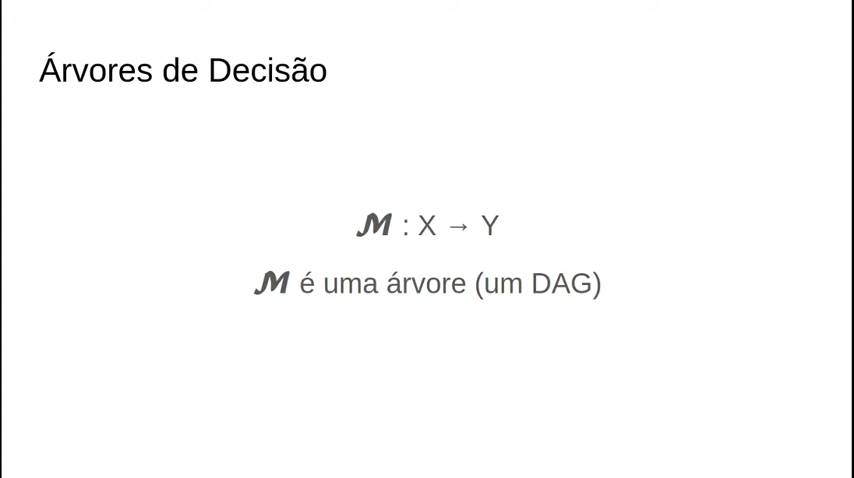 Árvores de Decisão
𝓜 : X → Y
𝓜 é uma árvore (um DAG)